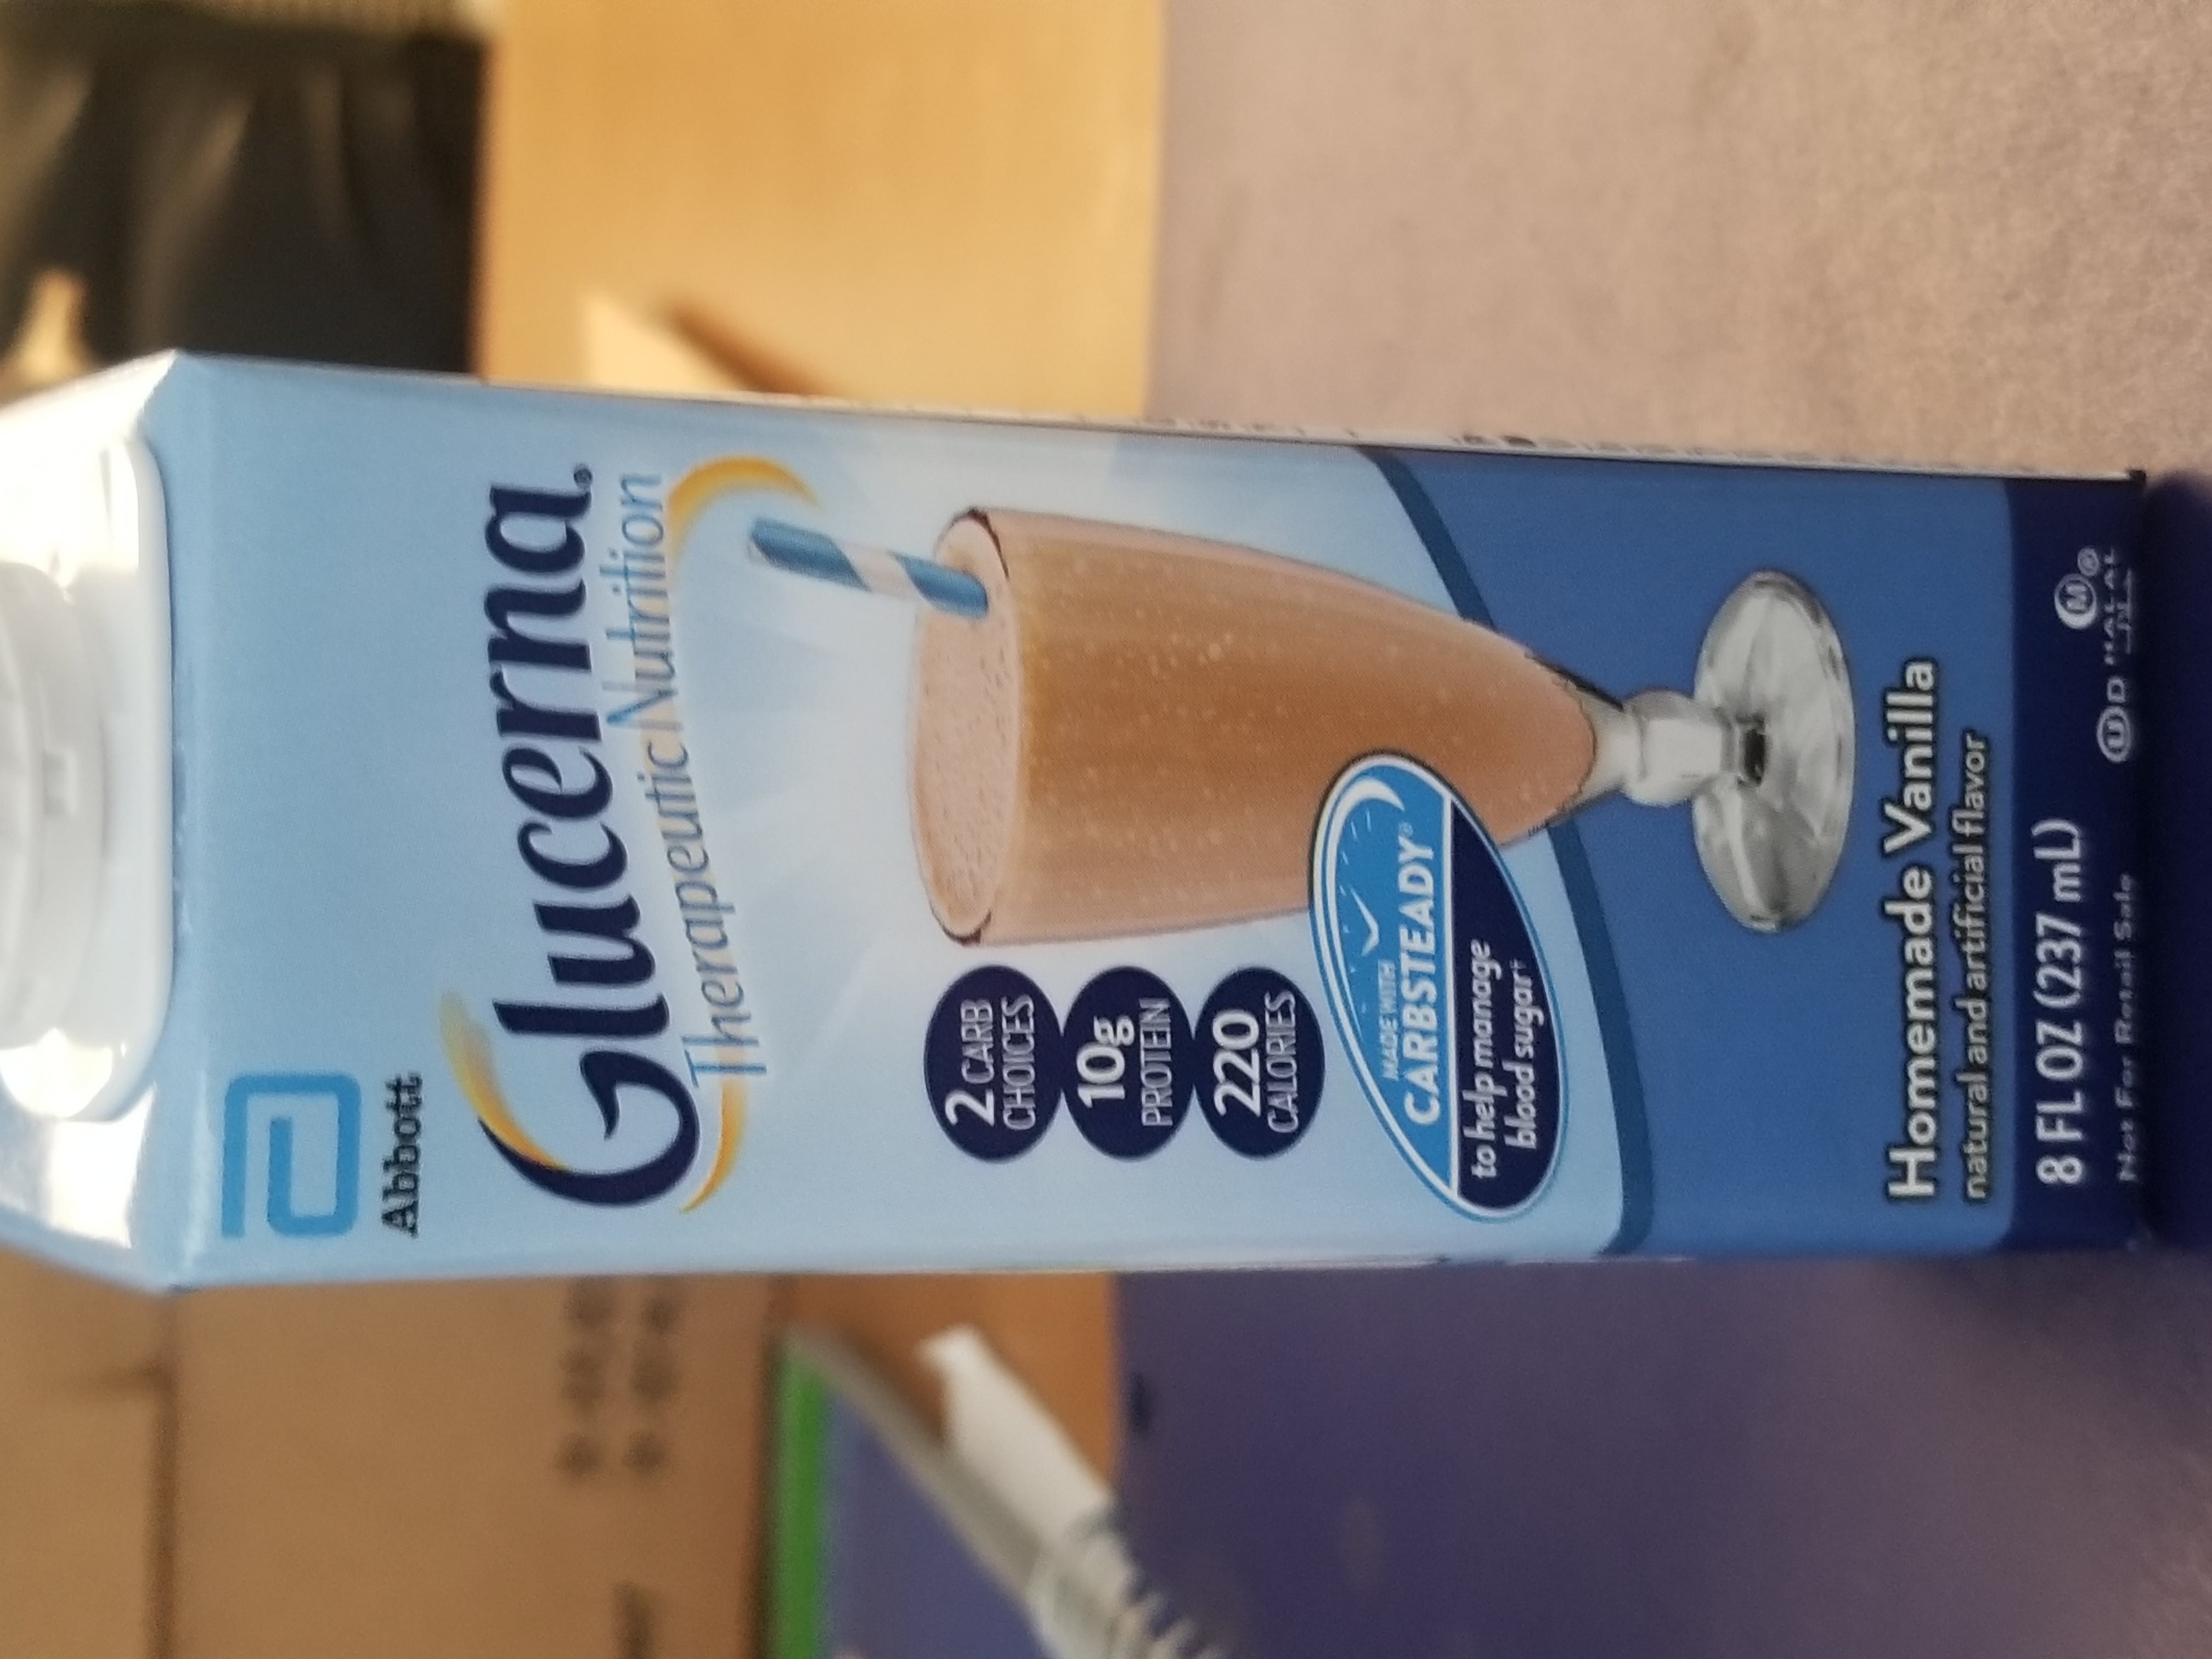 Abbott
Glucerna®
Therapeutic Nutrition
2 CARB
CHOICES
10g
PROTEIN
220
CALORIES
MADE WITH
CARBSTEADY®
to help manage
blood sugar†
Homemade Vanilla
natural and artificial flavor
8 FL OZ (237 mL)
Not For Retail Sale
M®
U D HALAL